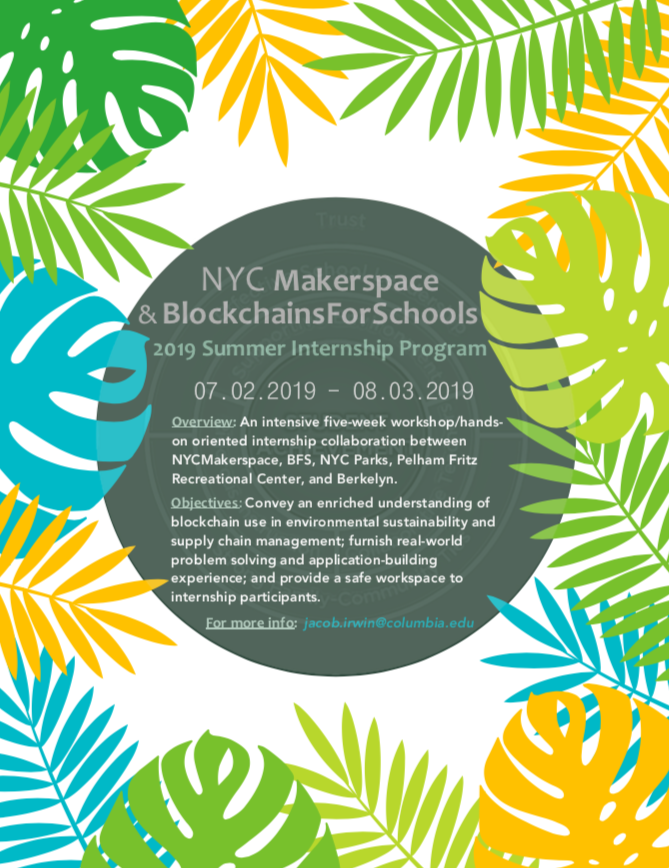 Trust
NYC Makerspace
& BlockchainsForSchools
2019 Summer Internship Program
07.02.2019 – 08.03.2019
Overview: An intensive five-week workshop/hands-
on oriented internship collaboration between
NYCMakerspace, BFS, NYC Parks, Pelham Fritz
Recreational Center, and Berkelyn.
ACHIEVEMENT
Objectives: Convey an enriched understanding of
blockchain use in environmental sustainability and
supply chain management; furnish real-world
problem solving and application-building
experience; and provide a safe workspace to
internship participants.
For more info: jacob.irwin@columbia.edu